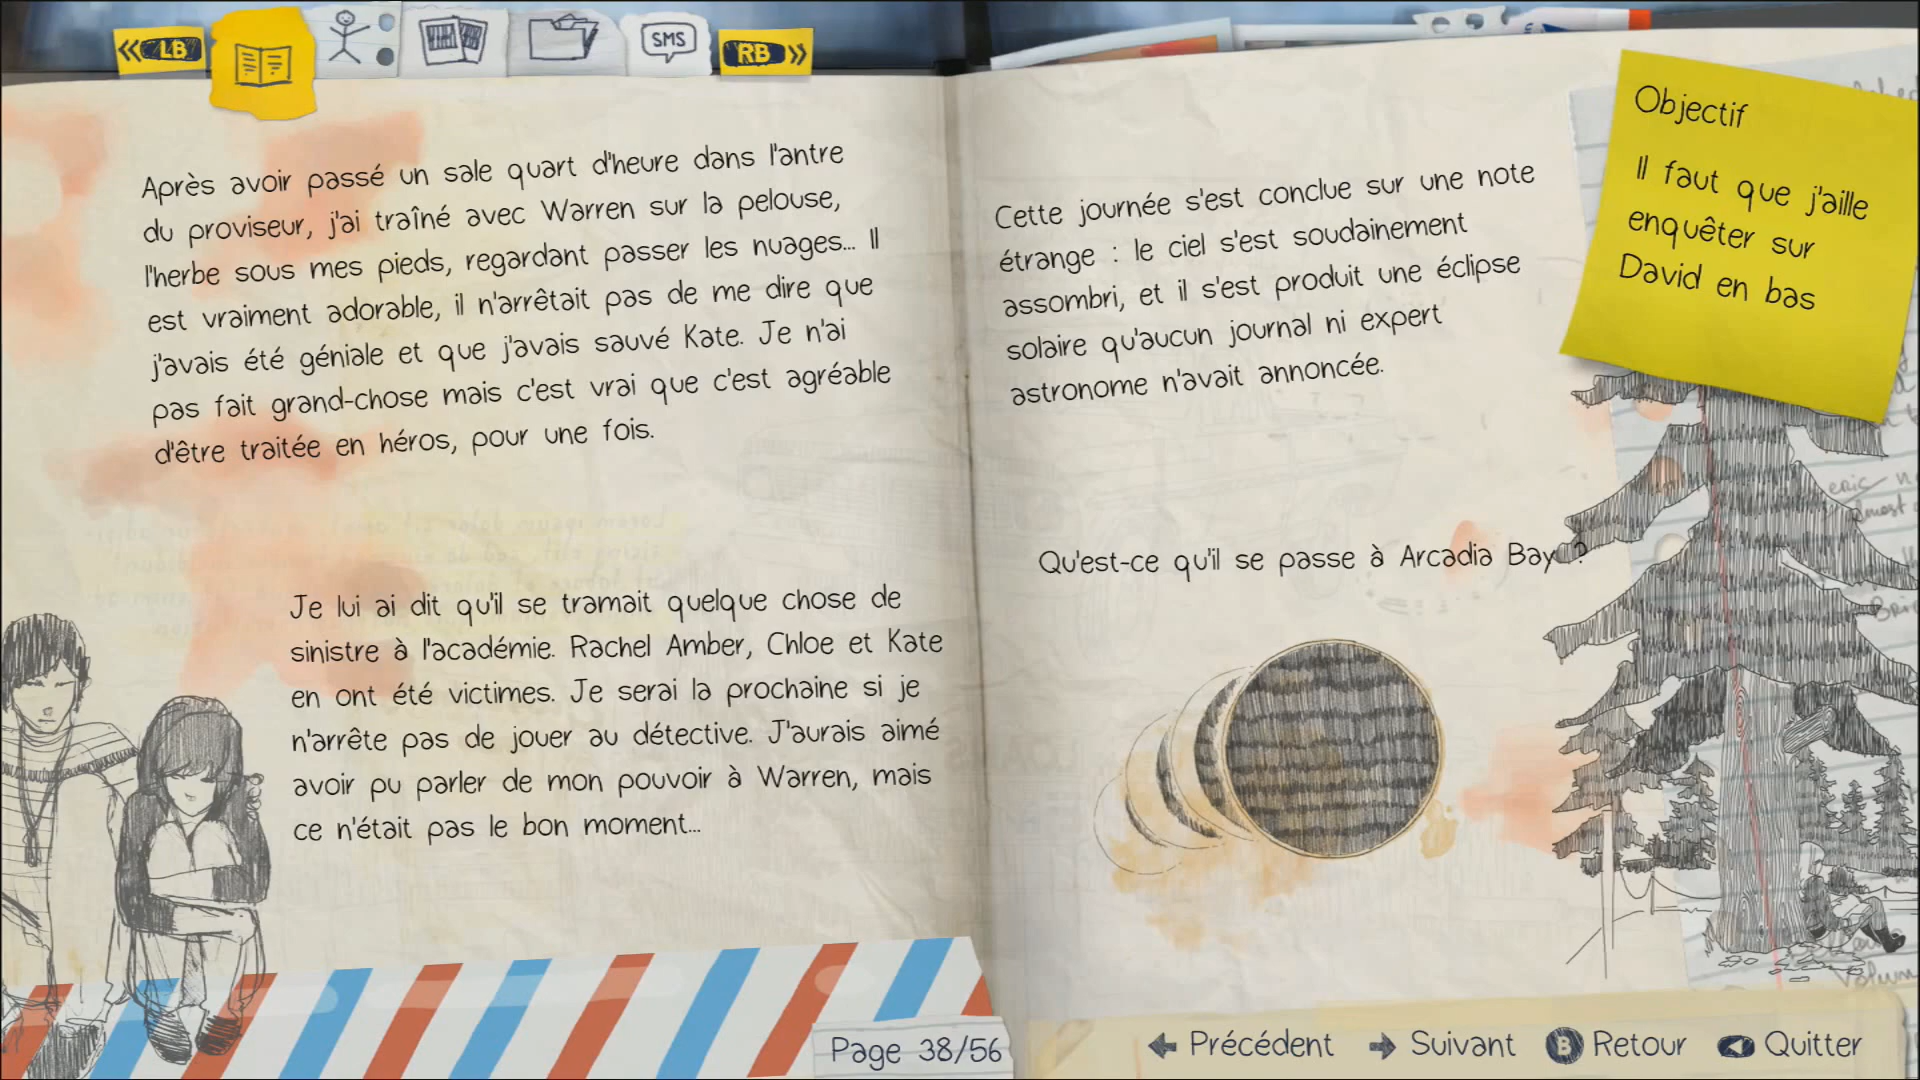 LB
SMS
RB
Après avoir passé un sale quart d'heure dans l'antre
du proviseur, j'ai traîné avec Warren sur la pelouse,
l'herbe sous mes pieds, regardant passer les nuages... Il
est vraiment adorable, il n'arrêtait pas de me dire que
j'avais été géniale et que j'avais sauvé Kate. Je n'ai
pas fait grand-chose mais c'est vrai que c'est agréable
d'être traitée en héros, pour une fois.
Je lui ai dit qu'il se tramait quelque chose de
sinistre à l'académie. Rachel Amber, Chloe et Kate
en ont été victimes. Je serai la prochaine si je
n'arrête pas de jouer au détective. J'aurais aimé
avoir pu parler de mon pouvoir à Warren, mais
ce n'était pas le bon moment...
Cette journée s'est conclue sur une note
étrange : le ciel s'est soudainement
assombri, et il s'est produit une éclipse
solaire qu'aucun journal ni expert
astronome n'avait annoncée.
Qu'est-ce qu'il se passe à Arcadia Bay ?
Objectif
Il faut que j'aille
enquêter sur
David en bas
Page 38/56
Précédent Suivant B Retour Quitter